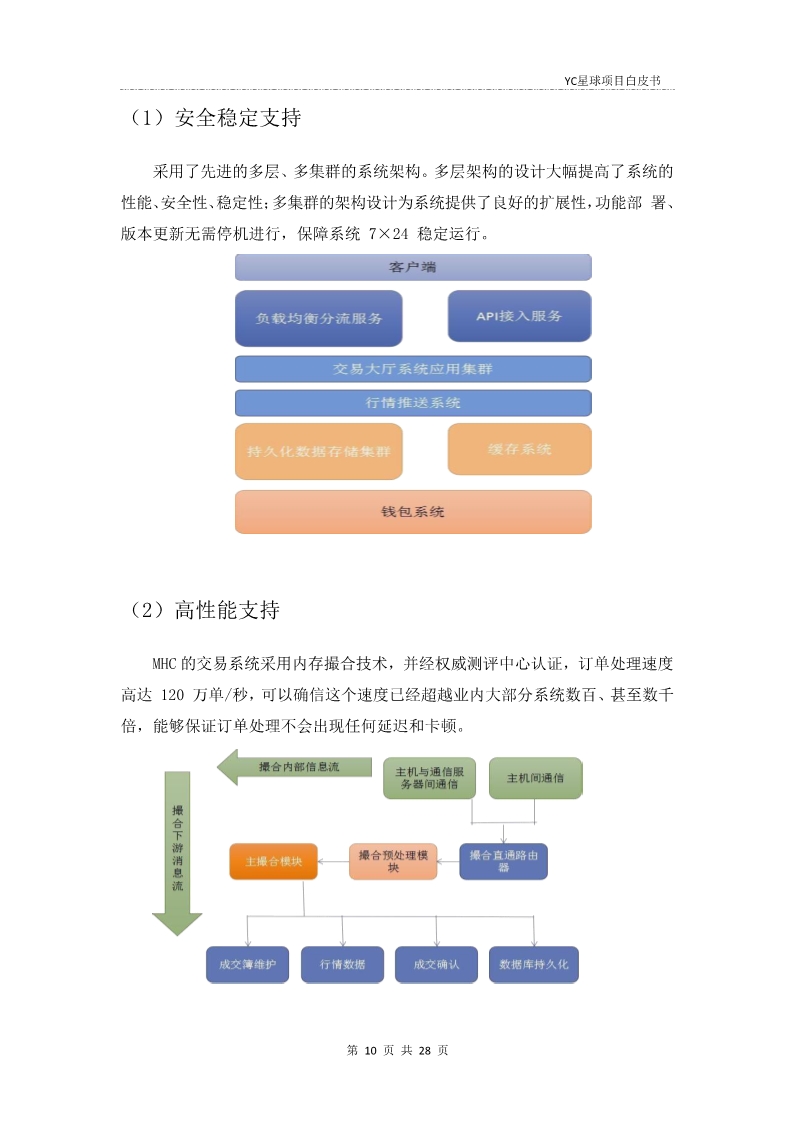 YC星球项目白皮书
（1）安全稳定支持
采用了先进的多层、多集群的系统架构。多层架构的设计大幅提高了系统的
性能、安全性、稳定性；多集群的架构设计为系统提供了良好的扩展性，功能部 署、
版本更新无需停机进行，保障系统 7×24 稳定运行。
客户端
负载均衡分流服务
API接入服务
交易大厅系统应用集群
行情推送系统
持久化数据存储集群
缓存系统
钱包系统
（2）高性能支持
MHC 的交易系统采用内存撮合技术，并经权威测评中心认证，订单处理速度
高达 120 万单/秒，可以确信这个速度已经超越业内大部分系统数百、甚至数千
倍，能够保证订单处理不会出现任何延迟和卡顿。
撮合内部信息流
主机与通信服
务器间通信
主机间通信
撮合下游消息流
主撮合模块
撮合预处理模
块
撮合直通路由
器
成交簿维护
行情数据
成交确认
数据库持久化
第 10 页 共 28 页